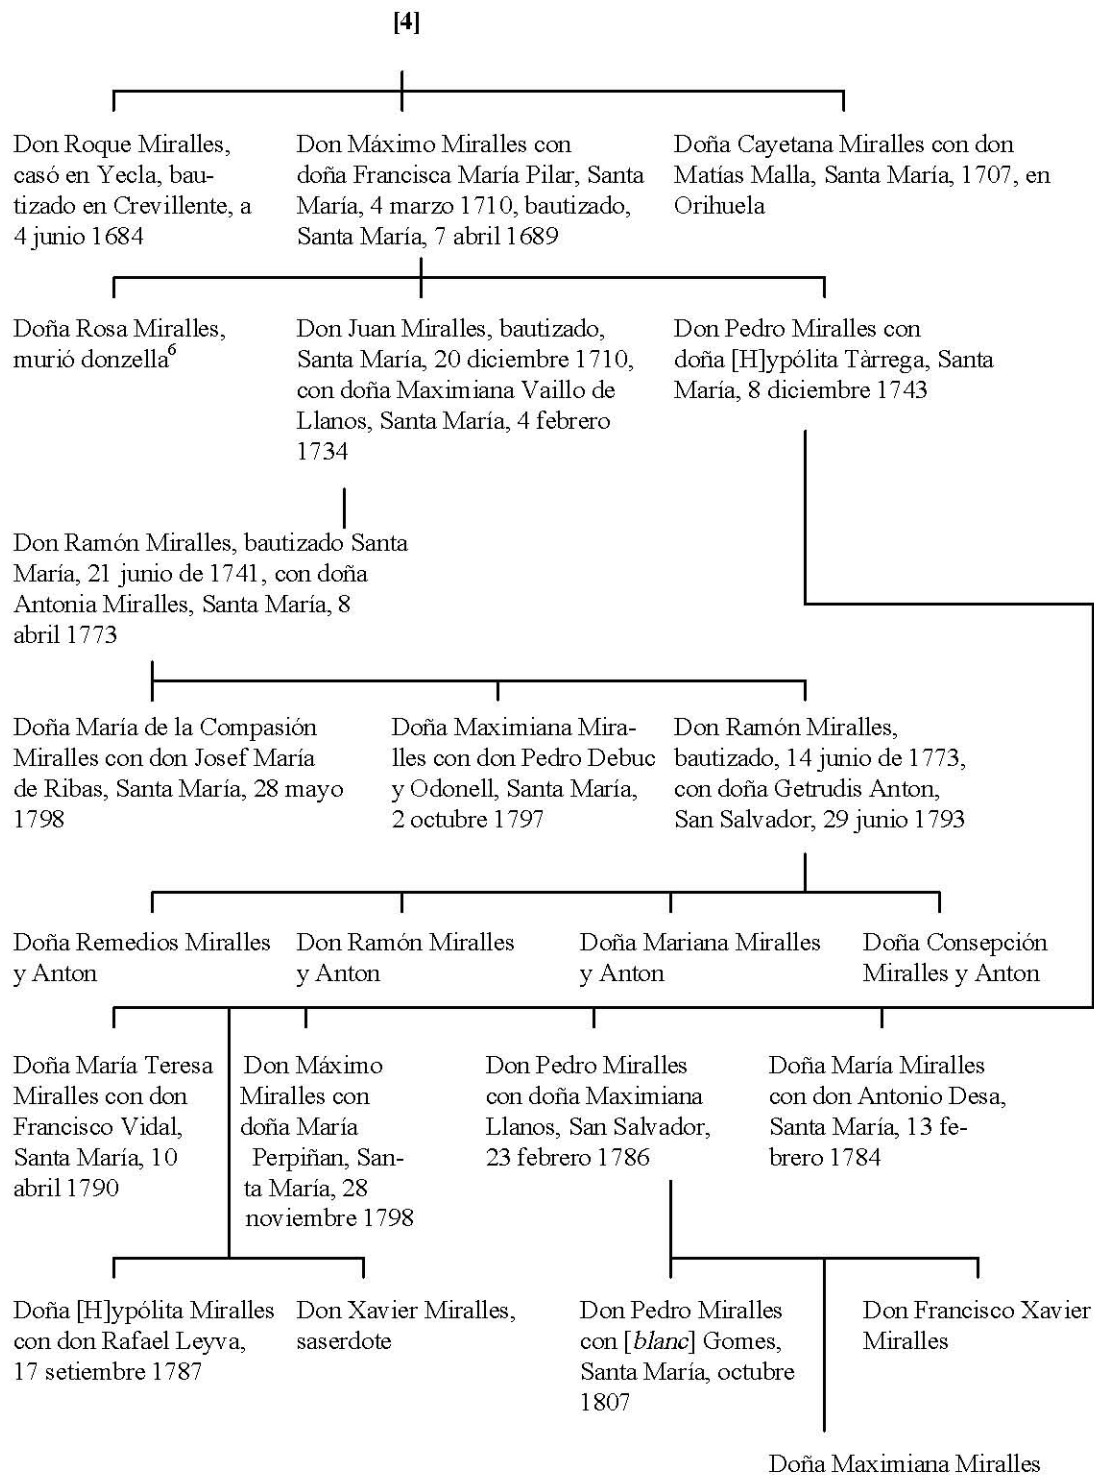 [4]
Don Roque Miralles,
casó en Yecla, bau-
tizado en Crevillente, a
4 junio 1684
Don Máximo Miralles con
doña Francisca María Pilar, Santa
María, 4 marzo 1710, bautizado,
Santa María, 7 abril 1689
Doña Cayetana Miralles con don
Matías Malla, Santa María, 1707, en
Orihuela
Doña Rosa Miralles,
murió donzella6
Don Juan Miralles, bautizado,
Santa María, 20 diciembre 1710,
con doña Maximiana Vaillo de
Llanos, Santa María, 4 febrero
1734
Don Pedro Miralles con
doña [H]ypólita Tàrrega, Santa
María, 8 diciembre 1743
Don Ramón Miralles, bautizado Santa
María, 21 junio de 1741, con doña
Antonia Miralles, Santa María, 8
abril 1773
Doña María de la Compasión
Miralles con don Josef María
de Ribas, Santa María, 28 mayo
1798
Doña Maximiana Mira-
lles con don Pedro Debuc
y Odonell, Santa María,
2 octubre 1797
Don Ramón Miralles,
bautizado, 14 junio de 1773,
con doña Getrudis Anton,
San Salvador, 29 junio 1793
Doña Remedios Miralles
y Anton
Don Ramón Miralles
y Anton
Doña Mariana Miralles
y Anton
Doña Consepción
Miralles y Anton
Doña María Teresa
Miralles con don
Francisco Vidal,
Santa María, 10
abril 1790
Don Máximo
Miralles con
doña María
Perpiñan, San-
ta María, 28
noviembre 1798
Don Pedro Miralles
con doña Maximiana
Llanos, San Salvador,
23 febrero 1786
Doña María Miralles
con don Antonio Desa,
Santa María, 13 fe-
brero 1784
Doña [H]ypólita Miralles
con don Rafael Leyva,
17 setiembre 1787
Don Xavier Miralles,
saserdote
Don Pedro Miralles
con [blanc] Gomes,
Santa María, octubre
1807
Don Francisco Xavier
Miralles
Doña Maximiana Miralles